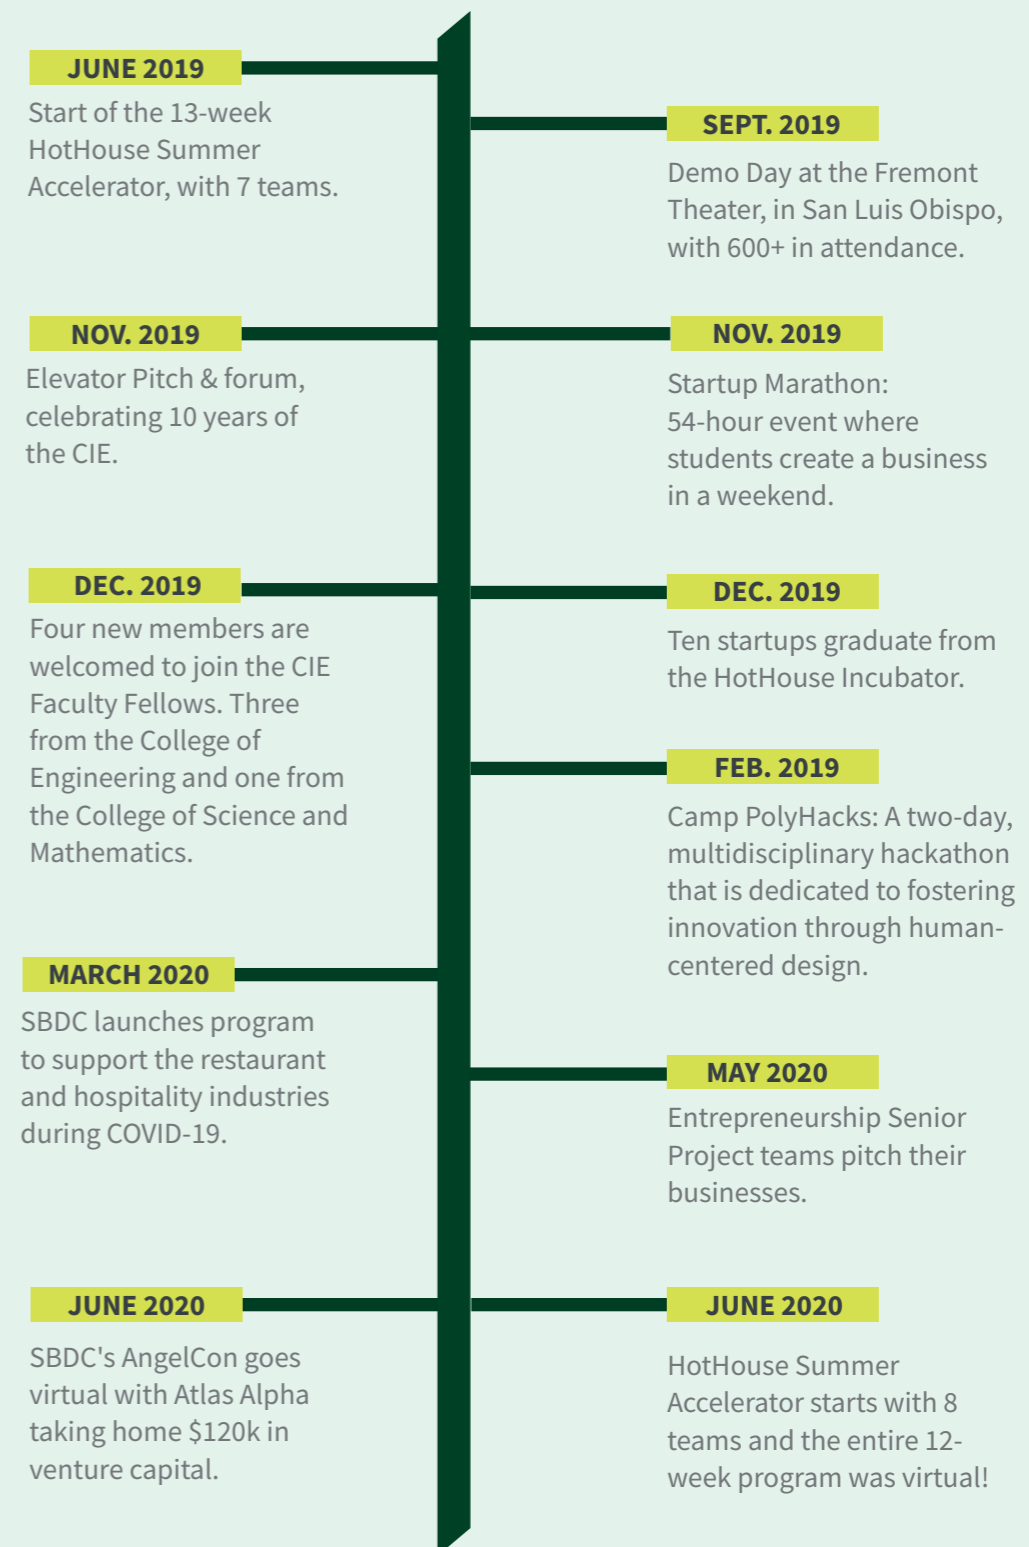 JUNE 2019
Start of the 13-week
HotHouse Summer
Accelerator, with 7 teams.
SEPT. 2019
Demo Day at the Fremont
Theater, in San Luis Obispo,
with 600+ in attendance.
NOV. 2019
Elevator Pitch & forum,
celebrating 10 years of
the CIE.
NOV. 2019
Startup Marathon:
54-hour event where
students create a business
in a weekend.
DEC. 2019
Four new members are
welcomed to join the CIE
Faculty Fellows. Three
from the College of
Engineering and one from
the College of Science and
Mathematics.
DEC. 2019
Ten startups graduate from
the HotHouse Incubator.
FEB. 2019
Camp PolyHacks: A two-day,
multidisciplinary hackathon
that is dedicated to fostering
innovation through human-
centered design.
MARCH 2020
SBDC launches program
to support the restaurant
and hospitality industries
during COVID-19.
MAY 2020
Entrepreneurship Senior
Project teams pitch their
businesses.
JUNE 2020
SBDC's AngelCon goes
virtual with Atlas Alpha
taking home $120k in
venture capital.
JUNE 2020
HotHouse Summer
Accelerator starts with 8
teams and the entire 12-
week program was virtual!